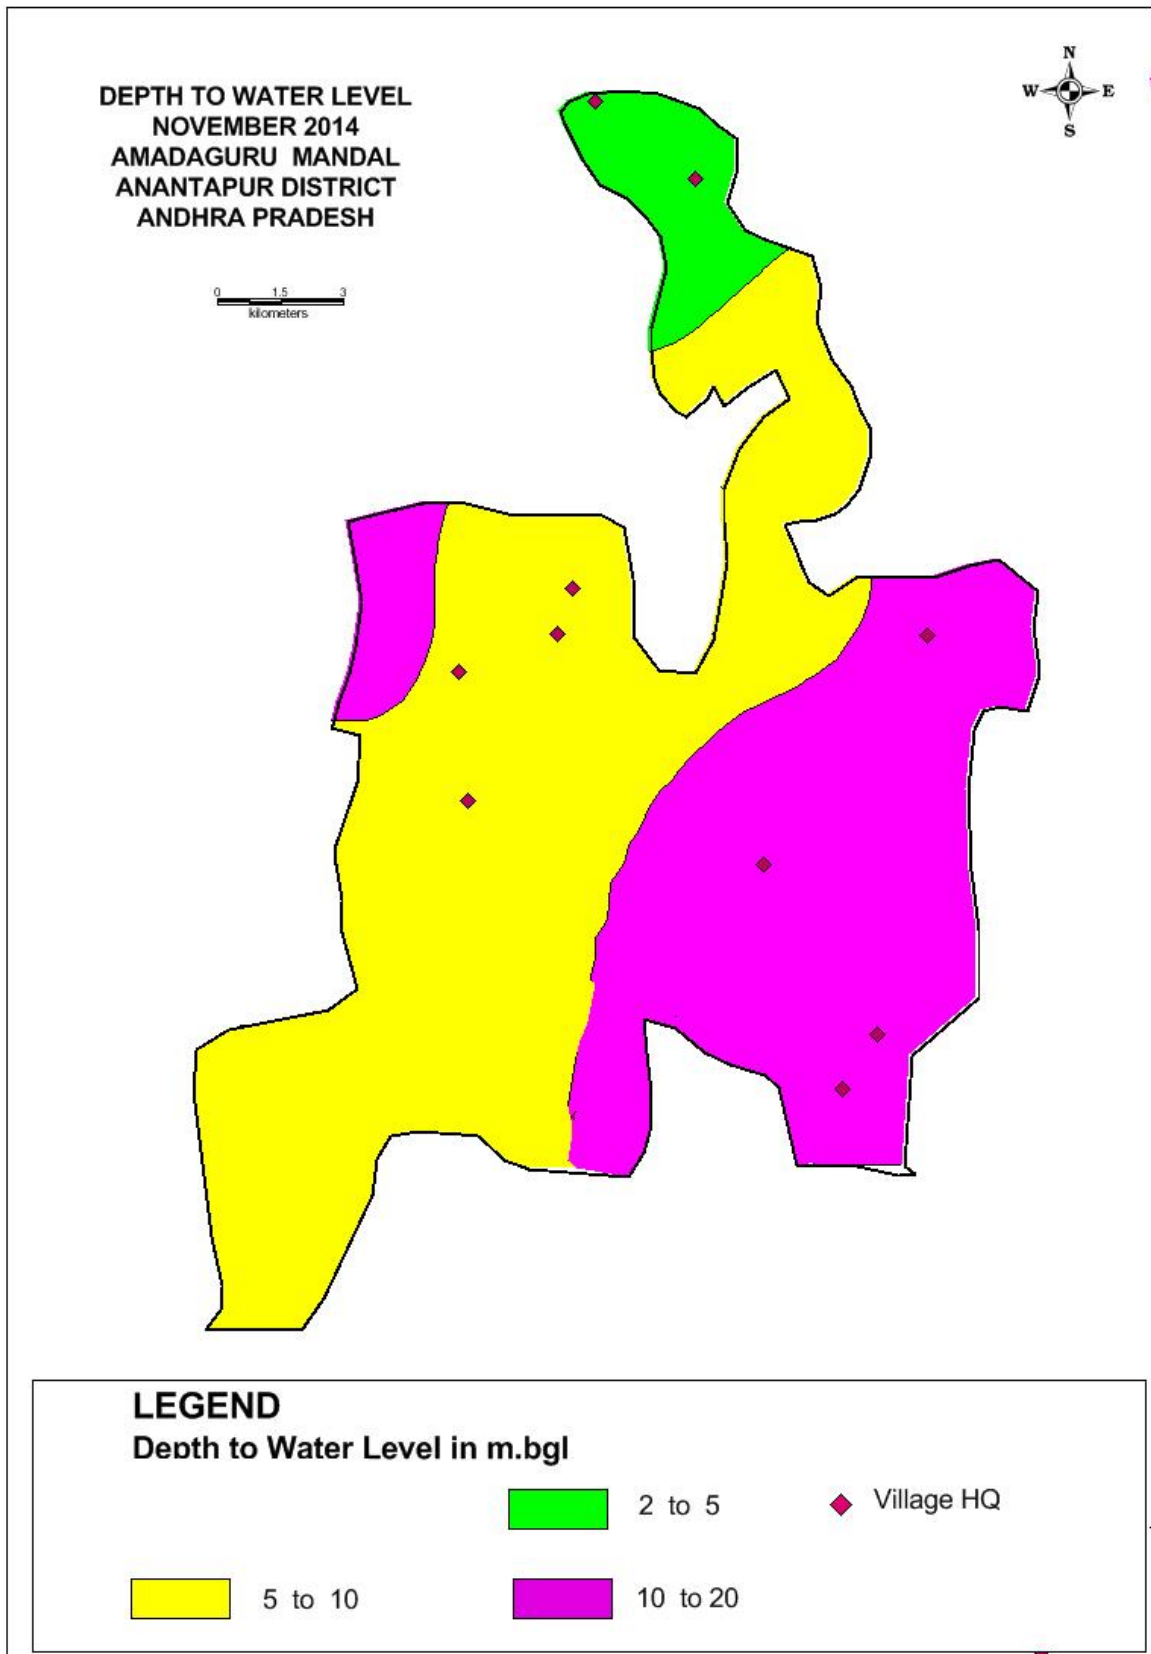 DEPTH TO WATER LEVEL
NOVEMBER 2014
AMADAGURU MANDAL
ANANTAPUR DISTRICT
ANDHRA PRADESH
N
W E
S
0 1.5 3
kilometers
LEGEND
Depth to Water Level in m.bgl
2 to 5
Village HQ
5 to 10
10 to 20